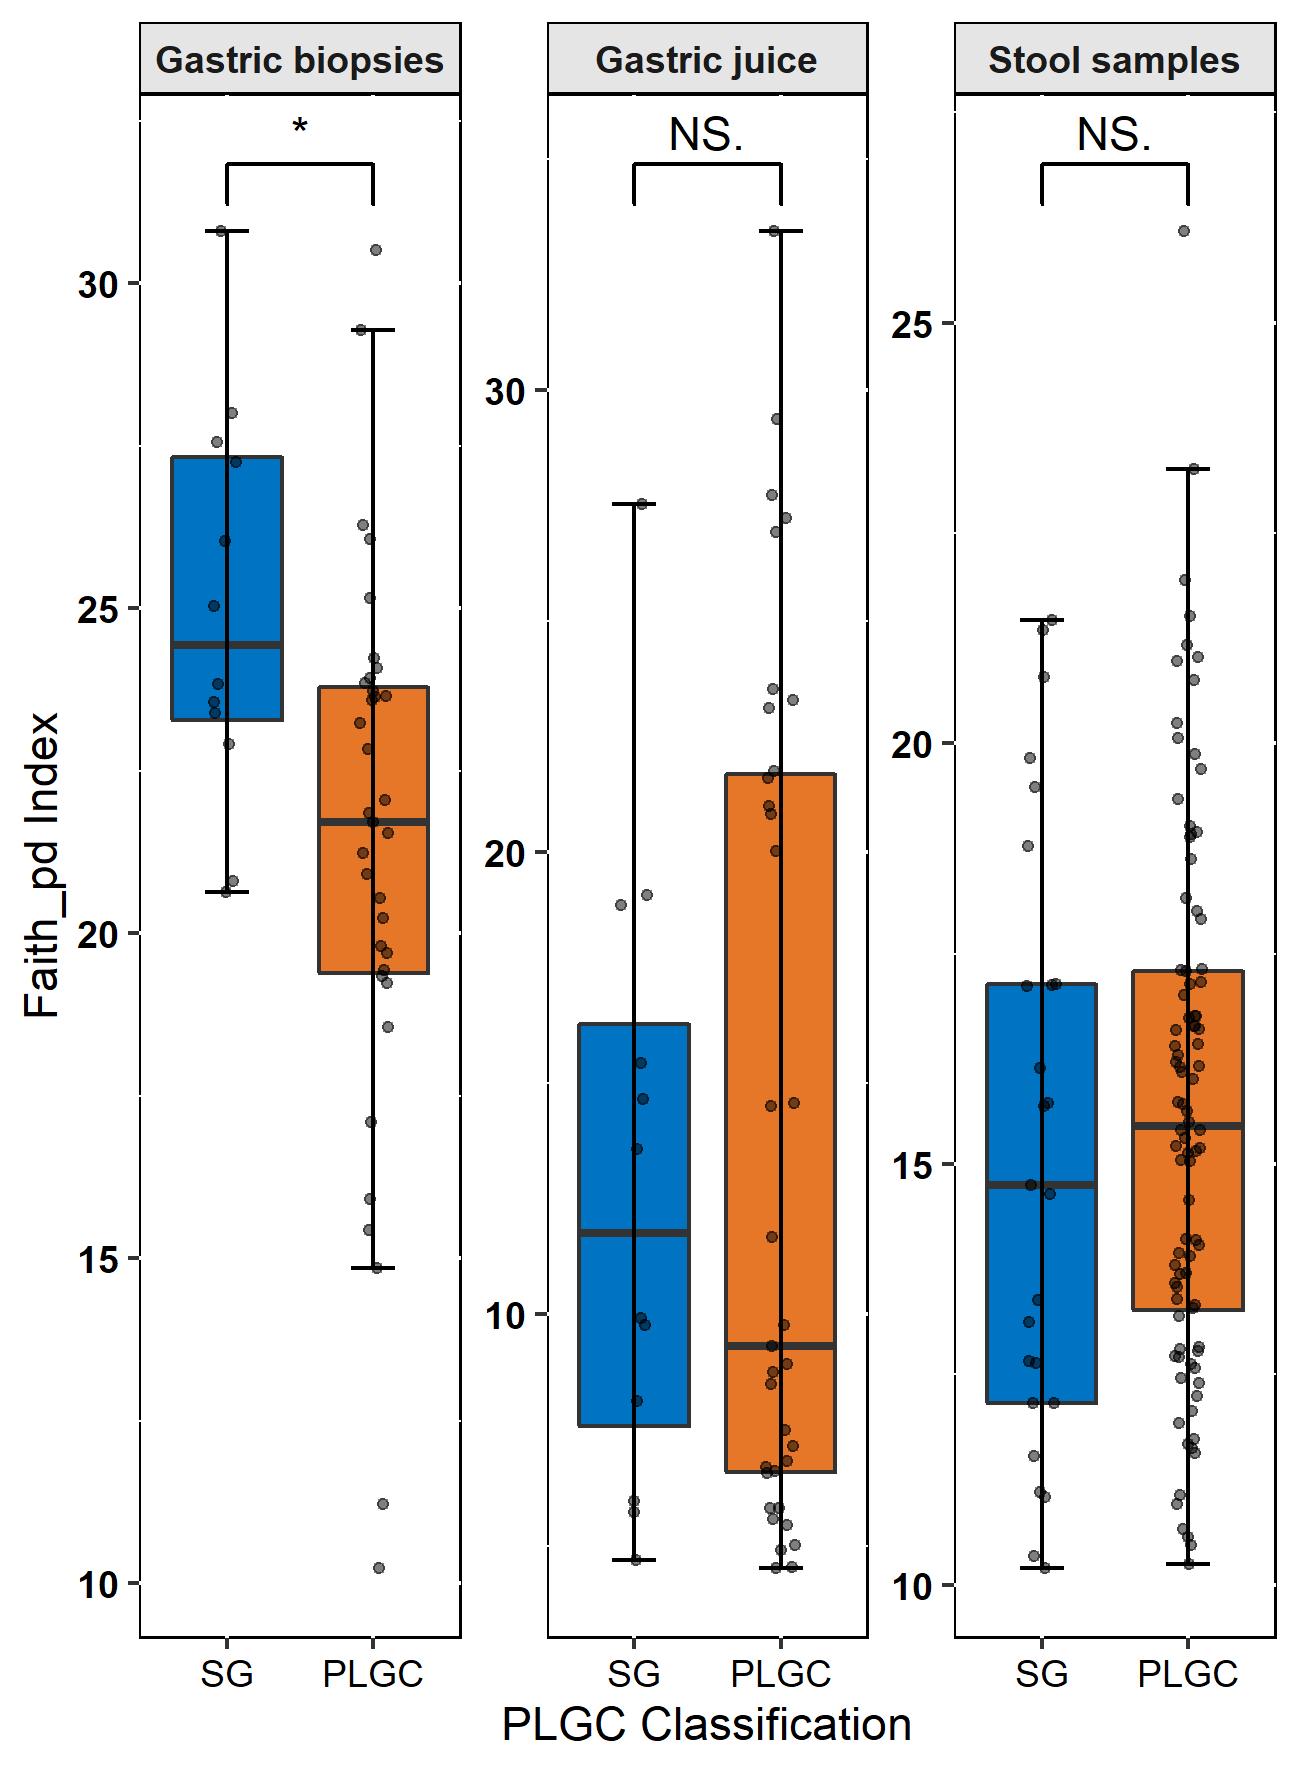 Gastric biopsies
Gastric juice
Stool samples
*
NS.
NS.
Faith_pd Index
30
25
20
15
10
30
20
10
25
20
15
10
SG
PLGC
SG
PLGC
SG
PLGC
PLGC Classification